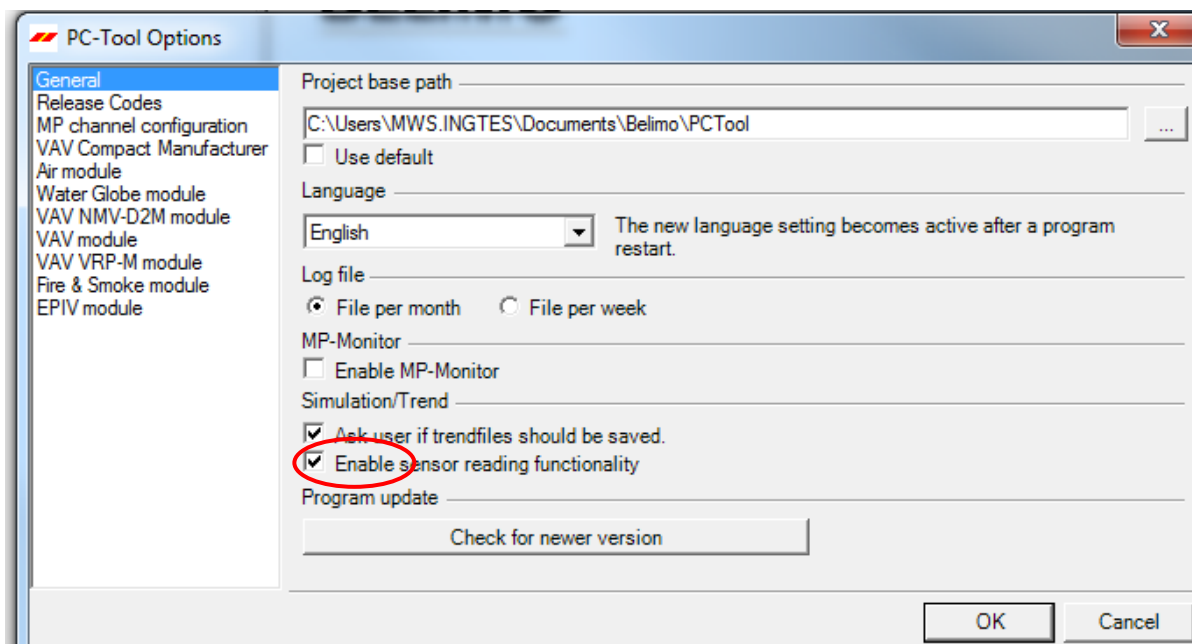 PC-Tool Options
General
Release Codes
MP channel configuration
VAV Compact Manufacturer
Air module
Water Globe module
VAV NMV-D2M module
VAV module
VAV VRP-M module
Fire & Smoke module
EPIV module
Project base path
C:\Users\MWS.INGTES\Documents\Belimo\PCTool
...
Use default
Language
English
The new language setting becomes active after a program
restart.
Log file
File per month
File per week
MP-Monitor
Enable MP-Monitor
Simulation/Trend
Ask user if trendfiles should be saved.
Enable sensor reading functionality
Program update
Check for newer version
OK
Cancel